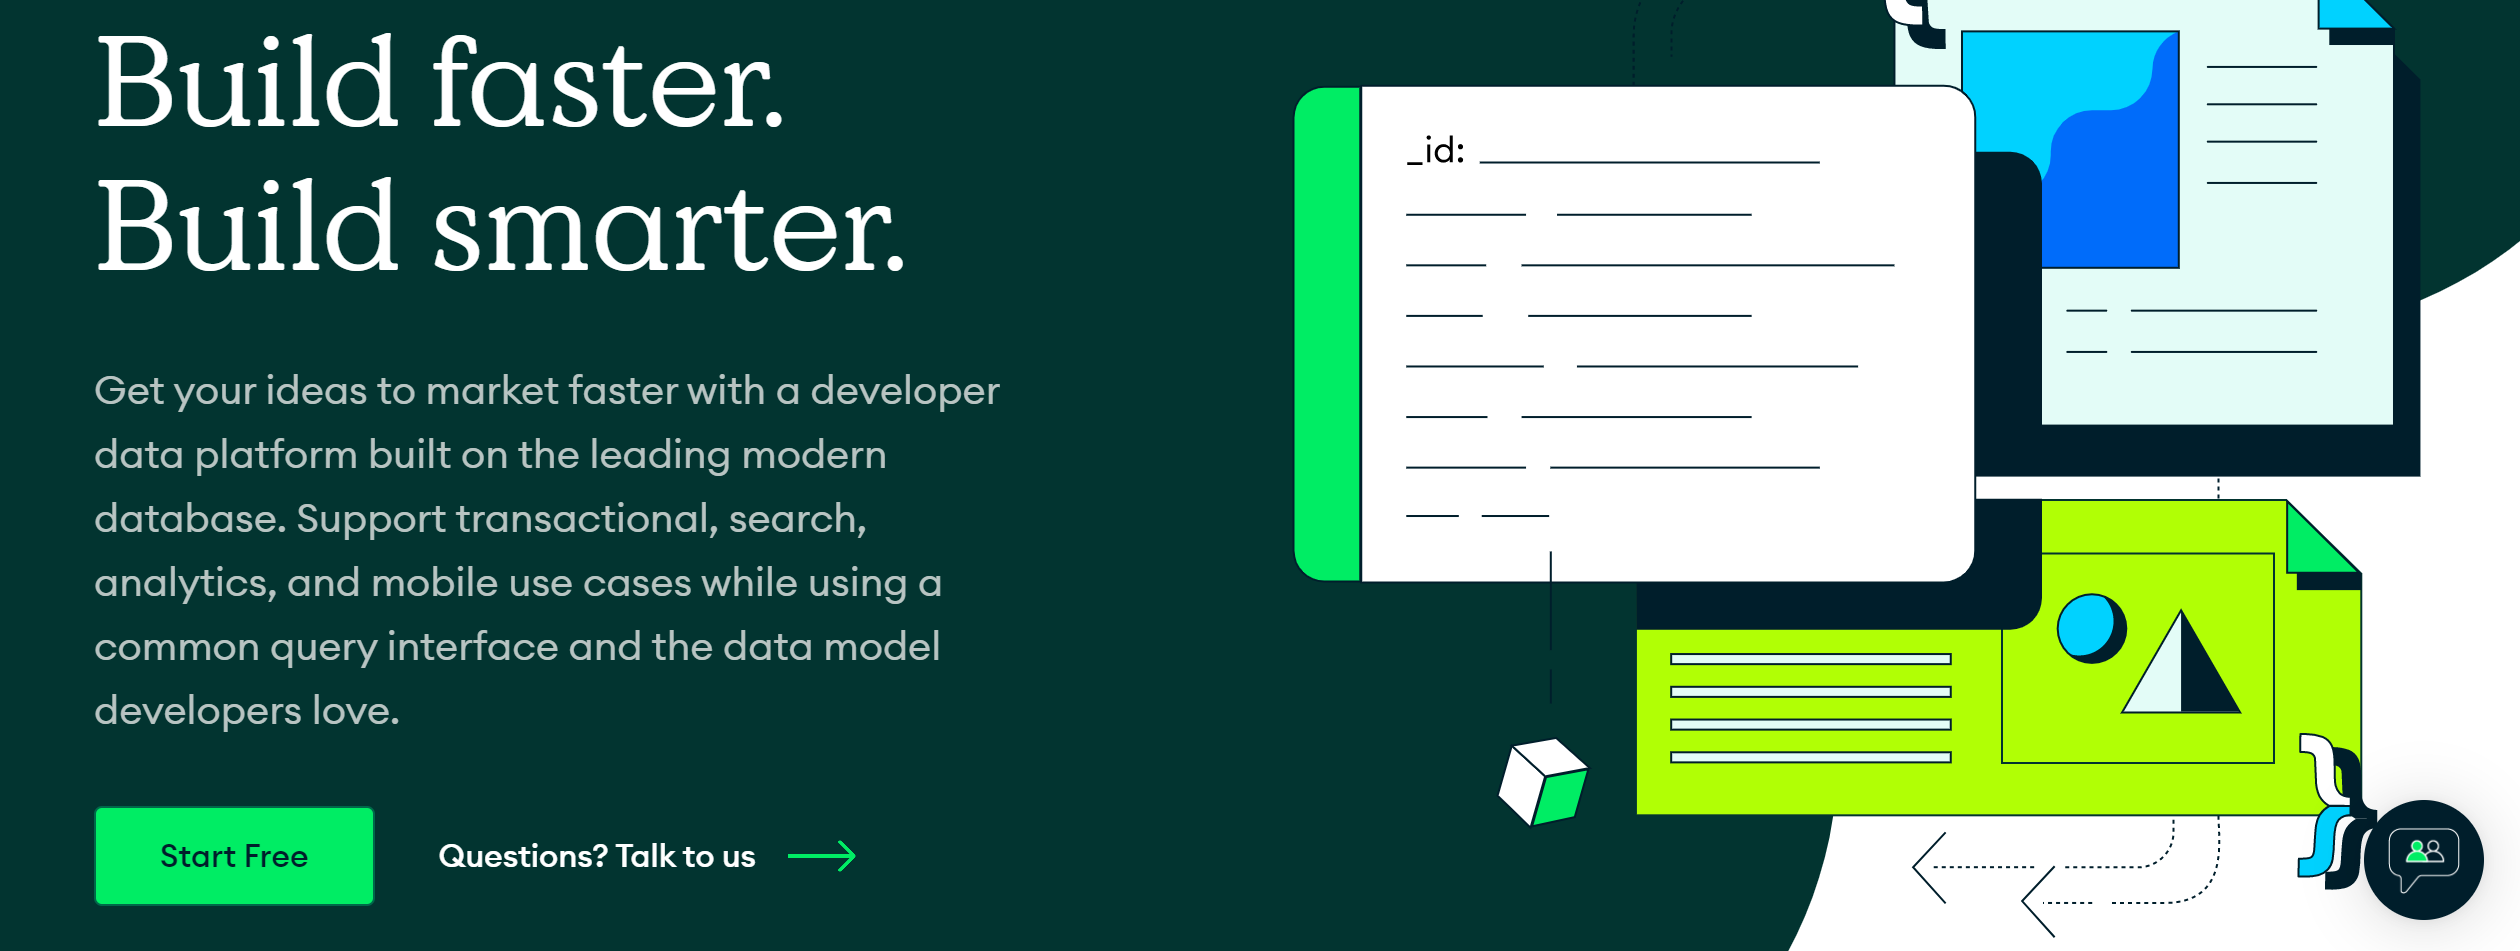 Build faster.
Build smarter.
Get your ideas to market faster with a developer
data platform built on the leading modern
database. Support transactional, search,
analytics, and mobile use cases while using a
common query interface and the data model
developers love.
Start Free
Questions? Talk to us
_id: